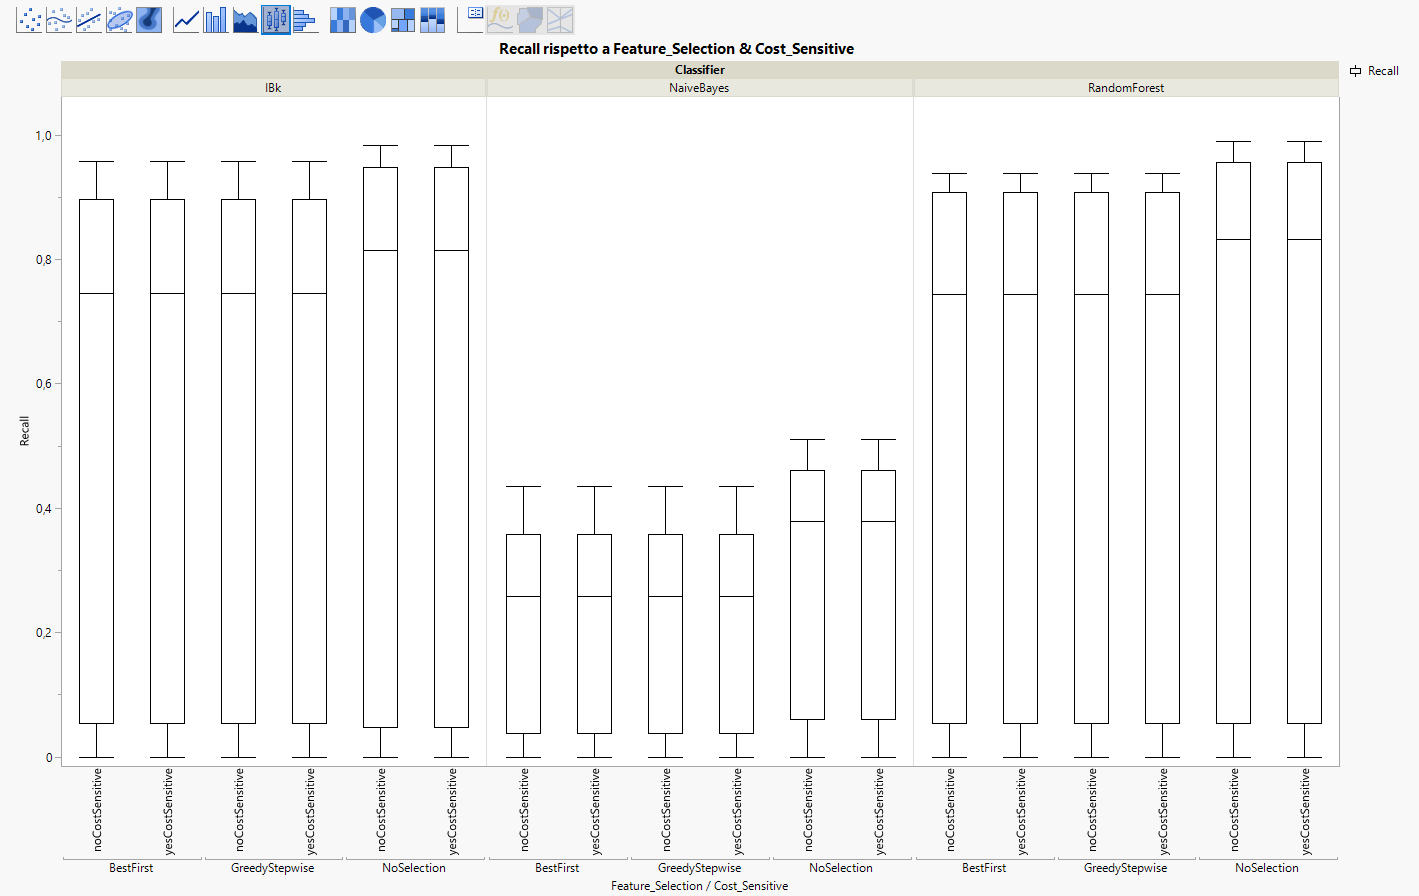 Recall rispetto a Feature_Selection & Cost_Sensitive
Classifier
IBk NaiveBayes RandomForest
Recall
1,0
0,8
0,6
0,4
0,2
0
Recall
noCostSensitive yesCostSensitive noCostSensitive yesCostSensitive noCostSensitive yesCostSensitive noCostSensitive yesCostSensitive noCostSensitive yesCostSensitive noCostSensitive yesCostSensitive noCostSensitive yesCostSensitive noCostSensitive yesCostSensitive noCostSensitive yesCostSensitive
BestFirst GreedyStepwise NoSelection BestFirst GreedyStepwise NoSelection BestFirst GreedyStepwise NoSelection
Feature_Selection / Cost_Sensitive